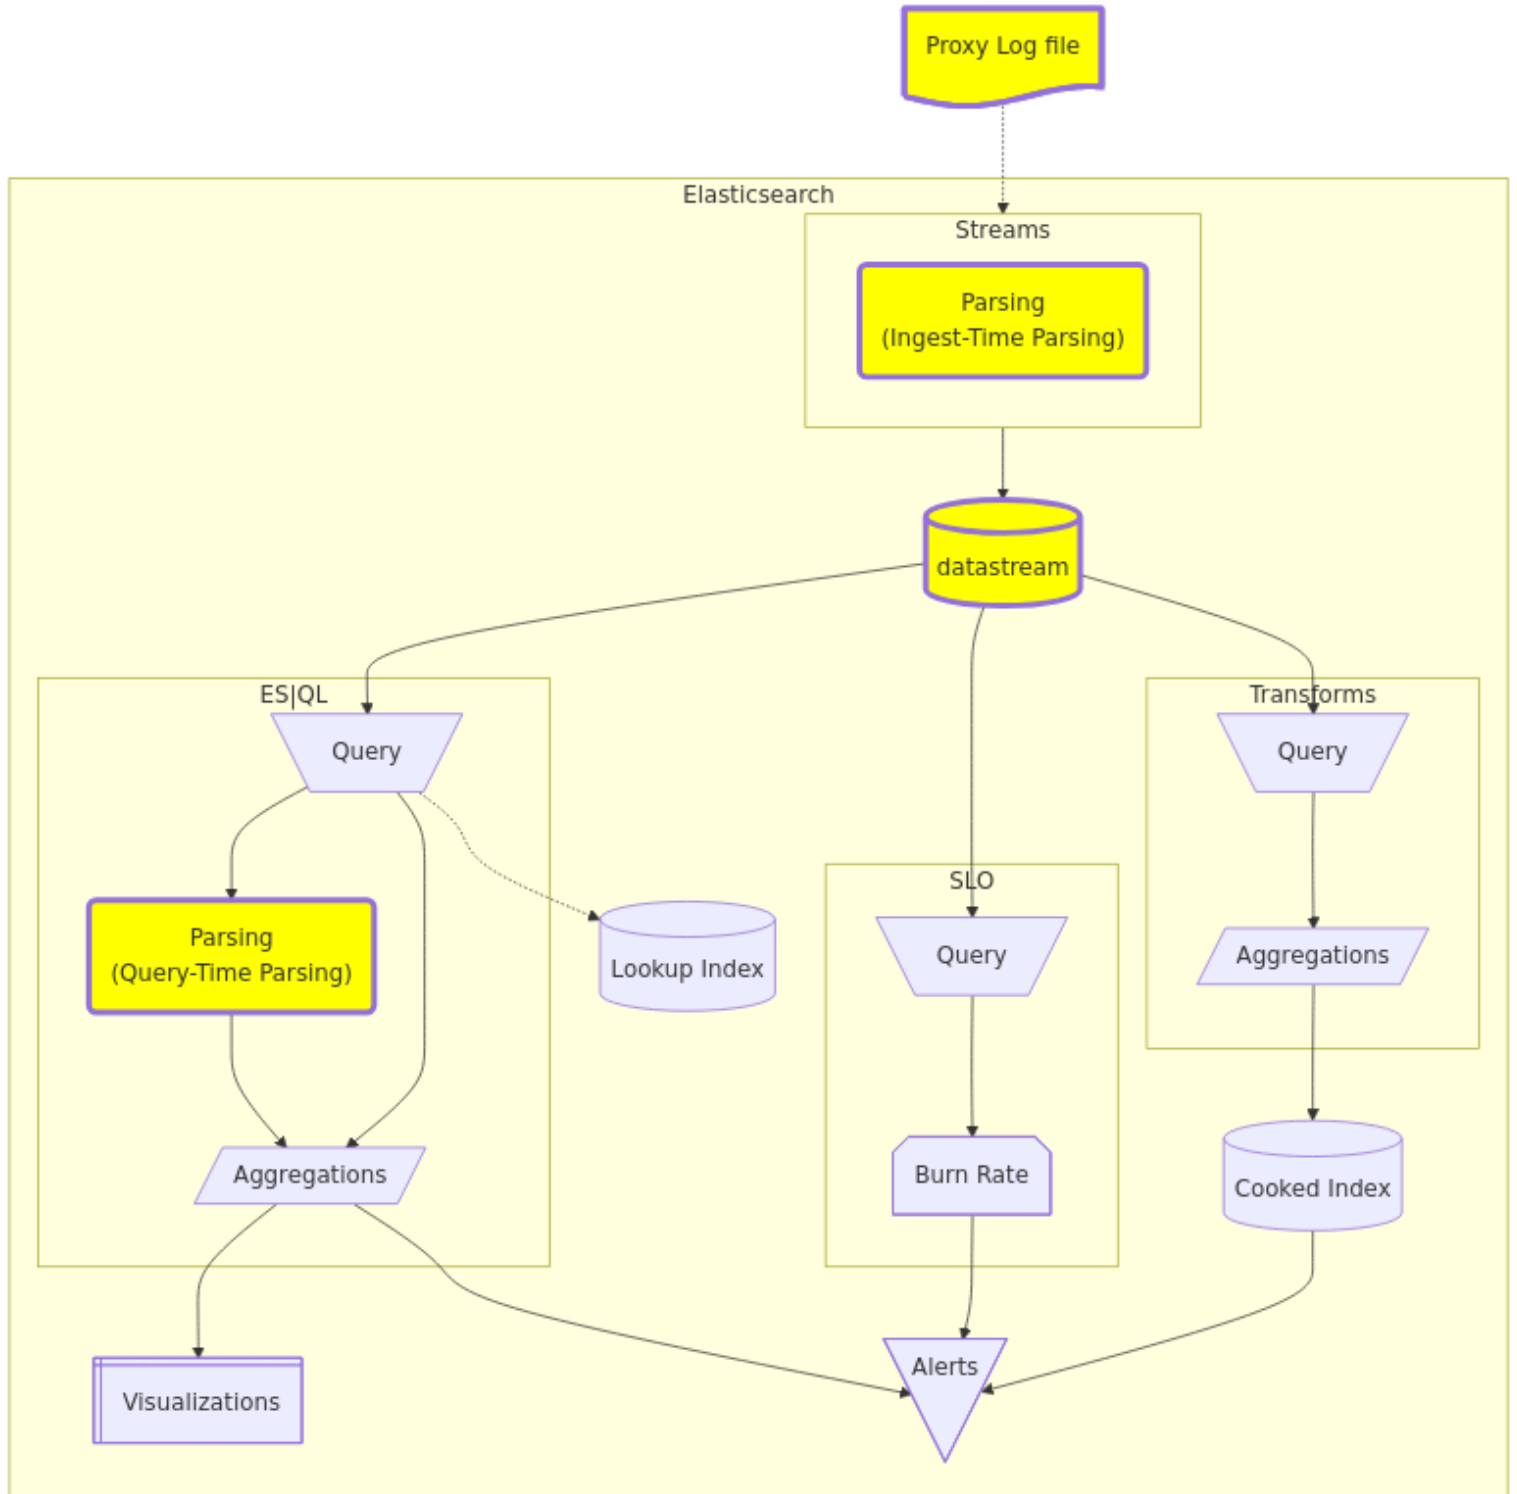 Proxy Log file
Elasticsearch
Streams
Parsing
(Ingest-Time Parsing)
datastream
ES|QL
Query
Transforms
Query
SLO
Parsing
(Query-Time Parsing)
Lookup Index
Query
Aggregations
Aggregations
Burn Rate
Cooked Index
Visualizations
Alerts